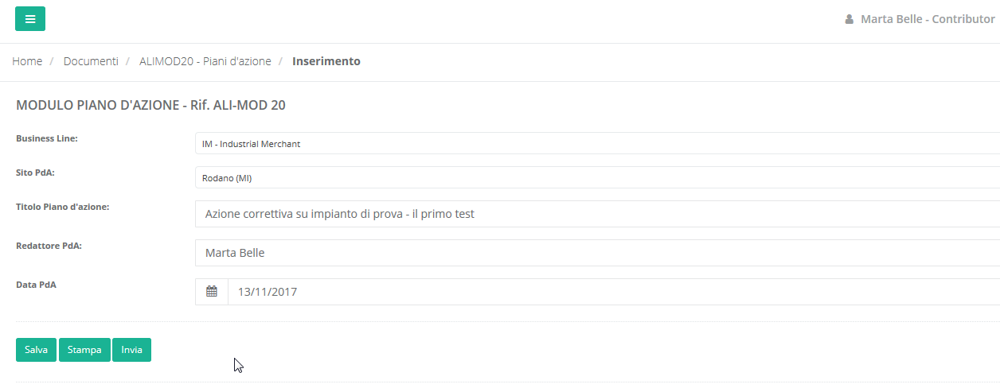 Marta Belle - Contributor
Home / Documenti / ALIMOD20 - Piani d'azione / Inserimento
MODULO PIANO D'AZIONE - Rif. ALI-MOD 20
Business Line:
IM - Industrial Merchant
Sito PdA:
Rodano (MI)
Titolo Piano d'azione:
Azione correttiva su impianto di prova - il primo test
Redattore PdA:
Marta Belle
Data PdA
13/11/2017
Salva Stampa Invia